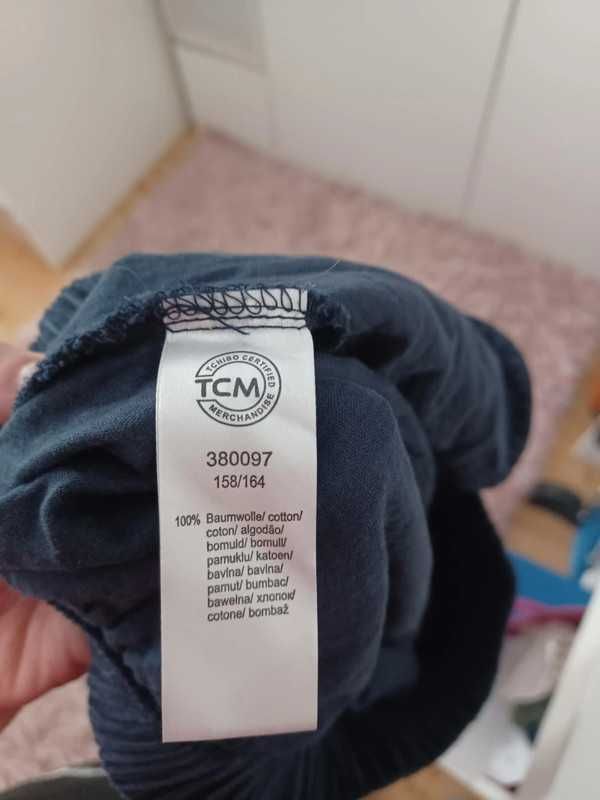 TCHIBO CERTIFIED
TCM
MERCHANDISE
380097
158/164
100% Baumwolle/ cotton/
coton/ algodão/
bomuld/ bomull/
pamuklu/ katoen/
bavlna/ bavlna/
pamut/ bumbac/
bawełna/ хлопок/
cotone/ bombaž